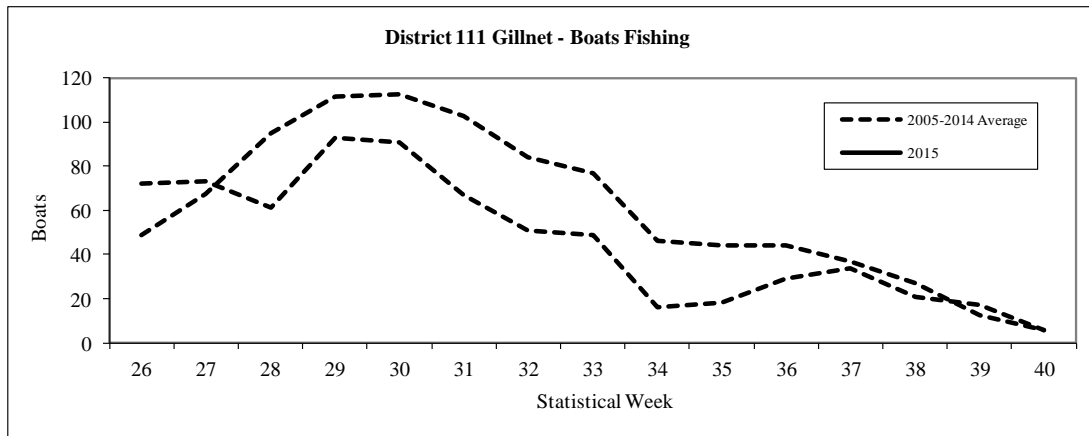 District 111 Gillnet - Boats Fishing
120
100
80
60
40
20
0
Boats
2005-2014 Average
2015
26 27 28 29 30 31 32 33 34 35 36 37 38 39 40
Statistical Week